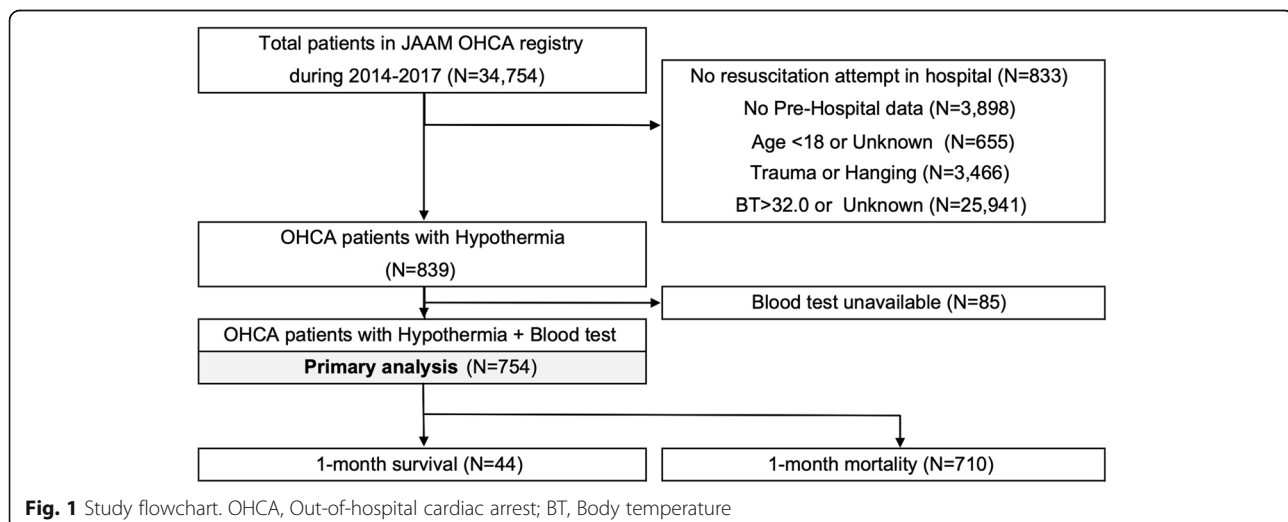 Total patients in JAAM OHCA registry
during 2014-2017 (N=34,754)
No resuscitation attempt in hospital (N=833)
No Pre-Hospital data (N=3,898)
Age <18 or Unknown (N=655)
Trauma or Hanging (N=3,466)
BT>32.0 or Unknown (N=25,941)
OHCA patients with Hypothermia
(N=839)
Blood test unavailable (N=85)
OHCA patients with Hypothermia + Blood test
Primary analysis (N=754)
1-month survival (N=44)
1-month mortality (N=710)
Fig. 1 Study flowchart. OHCA, Out-of-hospital cardiac arrest; BT, Body temperature